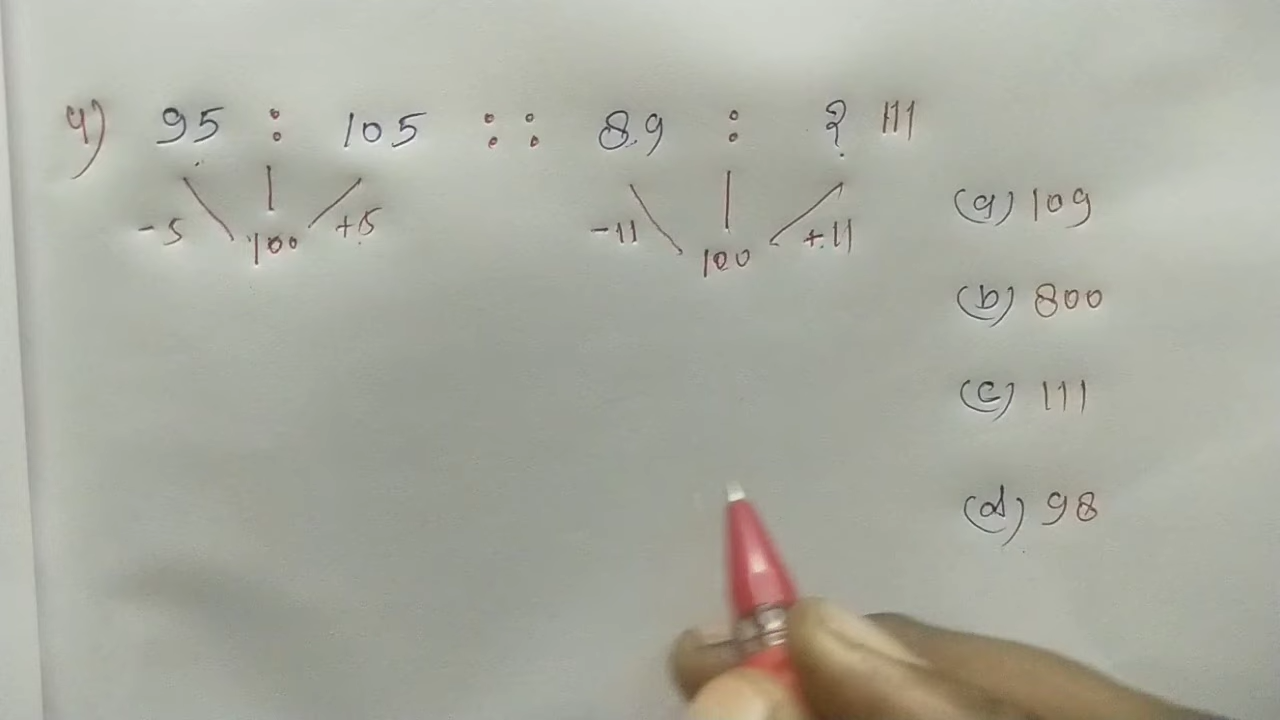 4) 95 : 105 :: 89 : ? 111
-5 100 +5 -11 100 +11
(a) 109
(b) 800
(c) 111
(d) 98